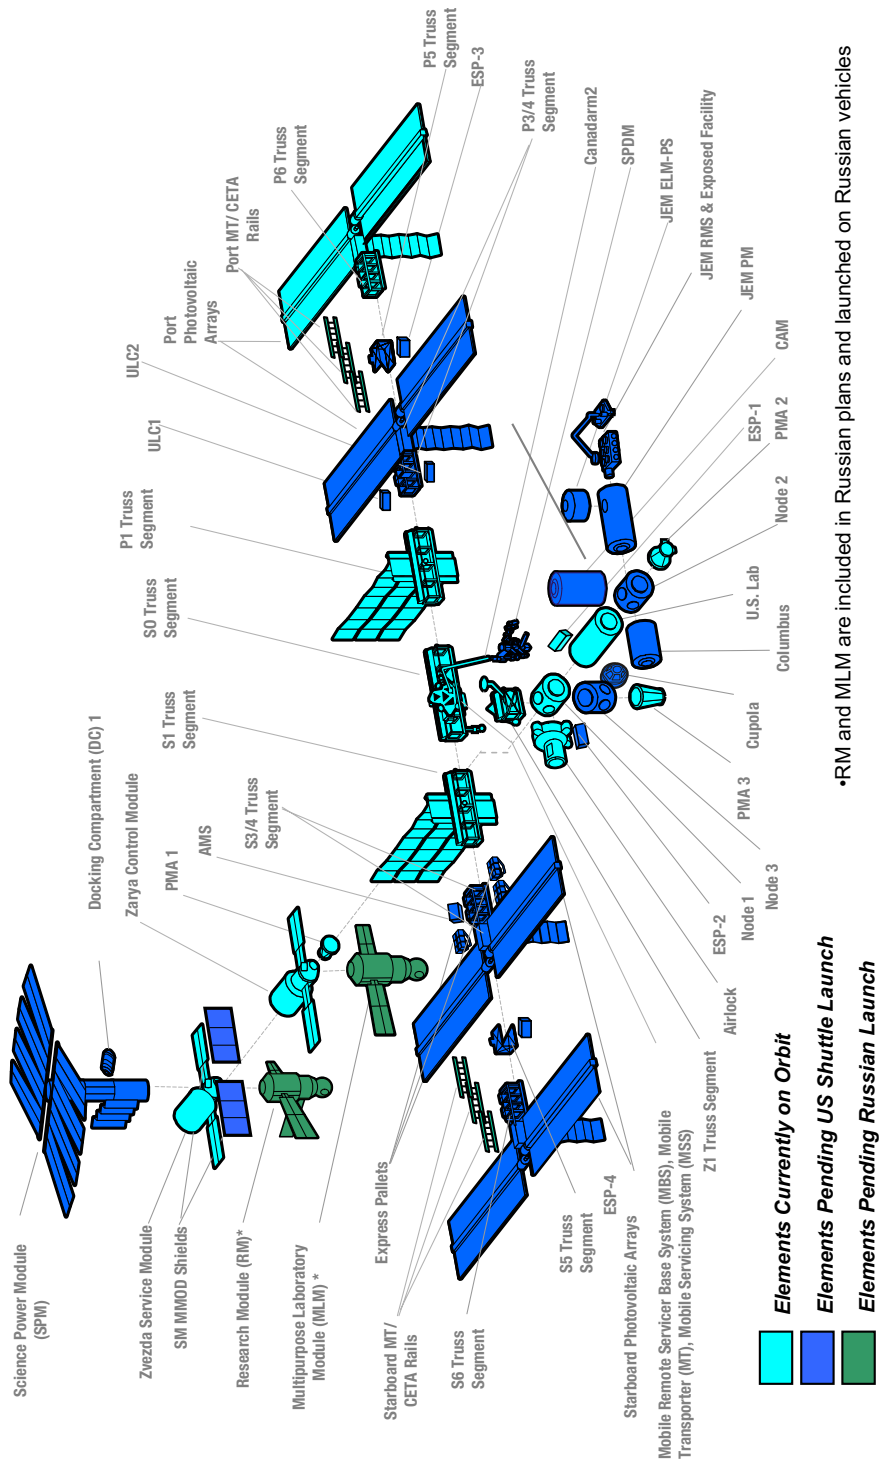 Science Power Module
(SPM)
Docking Compartment (DC) 1
Zarya Control Module
PMA 1
AMS
S3/4 Truss
Segment
S1 Truss
Segment
S0 Truss
Segment
P1 Truss
Segment
ULC1
ULC2
Port
Photovoltaic
Arrays
Port MT/ CETA
Rails
P6 Truss
Segment
P5 Truss
Segment
ESP-3
P3/4 Truss
Segment
Canadarm2
SPDM
JEM ELM-PS
JEM RMS & Exposed Facility
JEM PM
CAM
ESP-1
PMA 2
Node 2
U.S. Lab
Columbus
Cupola
PMA 3
Node 3
Node 1
ESP-2
Airlock
Z1 Truss Segment
Mobile Remote Servicer Base System (MBS), Mobile
Transporter (MT), Mobile Servicing System (MSS)
Starboard Photovoltaic Arrays
ESP-4
S5 Truss
Segment
S6 Truss
Segment
Starboard MT/
CETA Rails
Express Pallets
Multipurpose Laboratory
Module (MLM) *
Research Module (RM)*
SM MMOD Shields
Zvezda Service Module
Elements Currently on Orbit
Elements Pending US Shuttle Launch
Elements Pending Russian Launch
•RM and MLM are included in Russian plans and launched on Russian vehicles